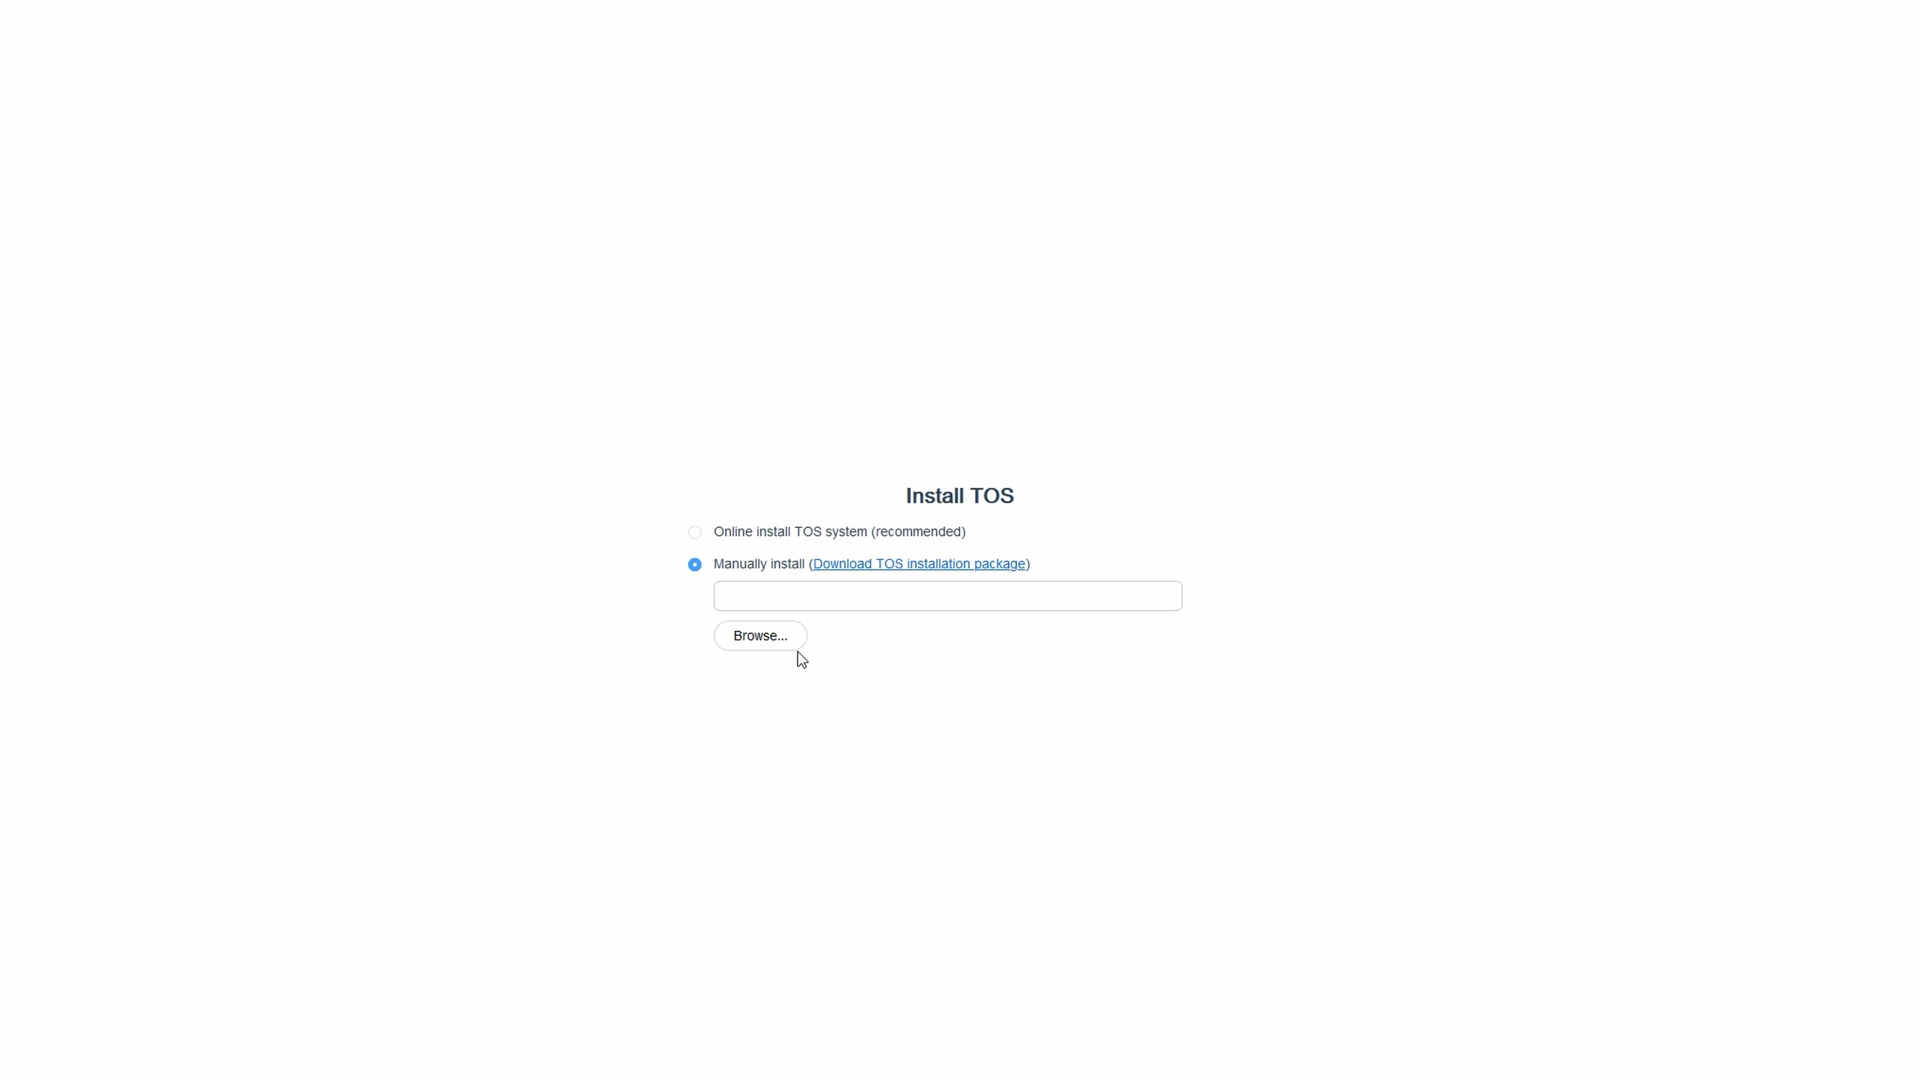 Install TOS
Online install TOS system (recommended)
Manually install (Download TOS installation package)
Browse...